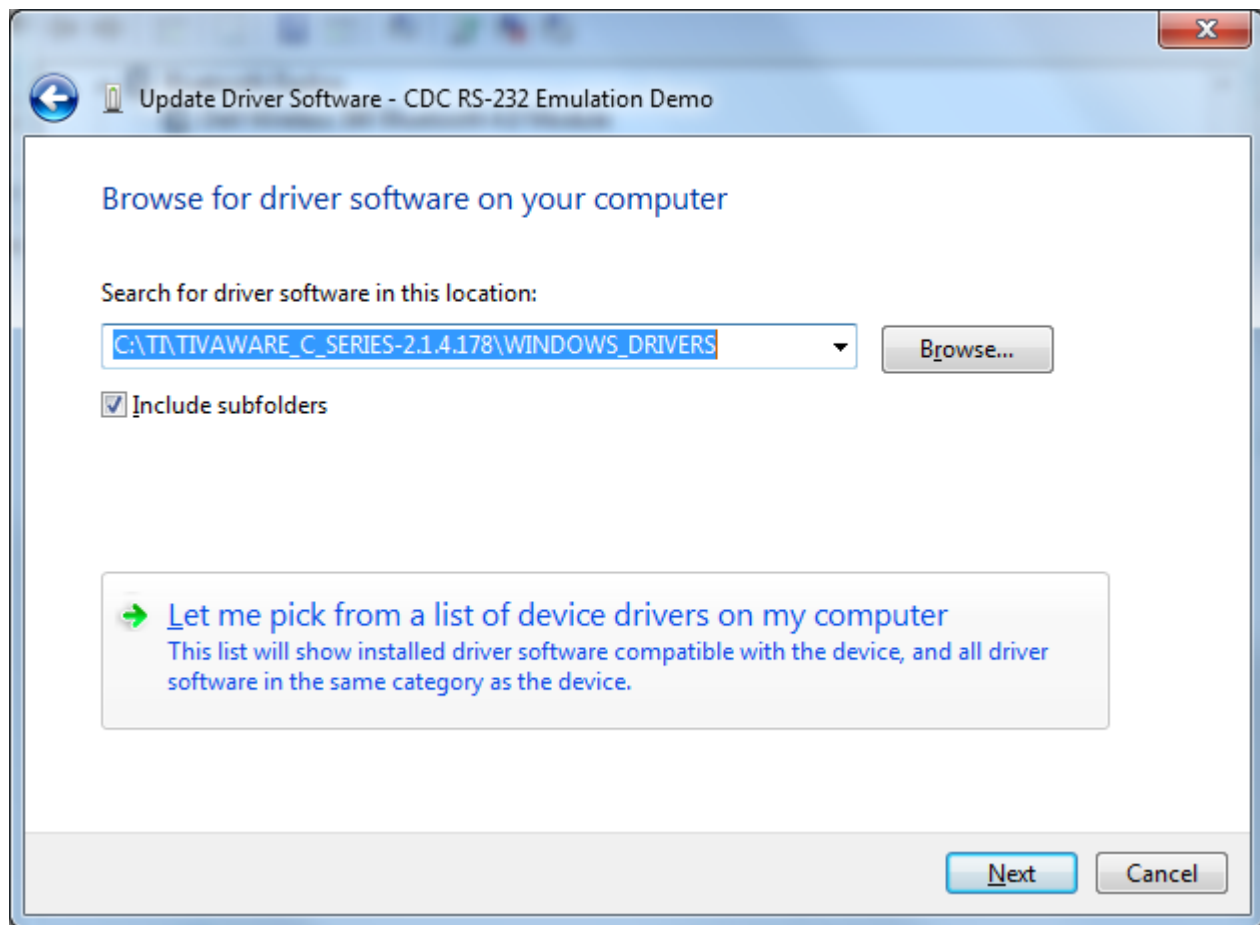 Update Driver Software - CDC RS-232 Emulation Demo
Browse for driver software on your computer
Search for driver software in this location:
C:\TI\TIVAWARE_C_SERIES-2.1.4.178\WINDOWS_DRIVERS
Browse...
Include subfolders
Let me pick from a list of device drivers on my computer
This list will show installed driver software compatible with the device, and all driver
software in the same category as the device.
Next
Cancel